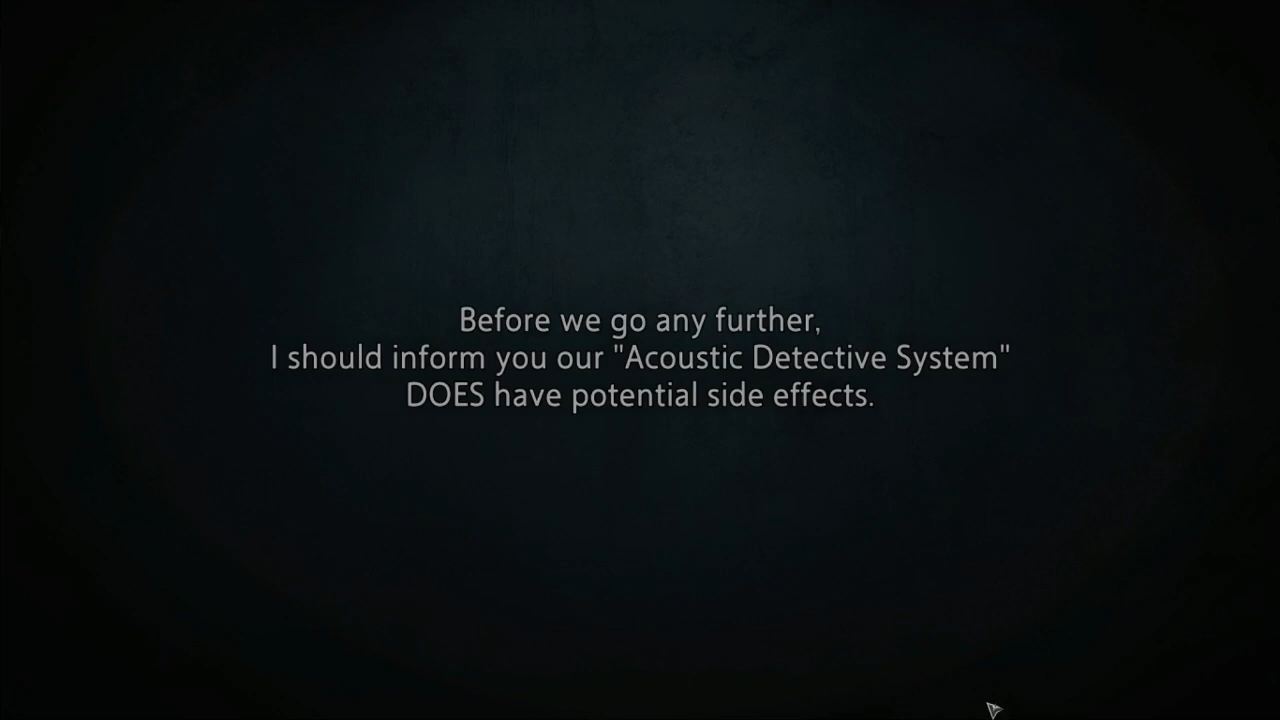 Before we go any further,
I should inform you our "Acoustic Detective System"
DOES have potential side effects.